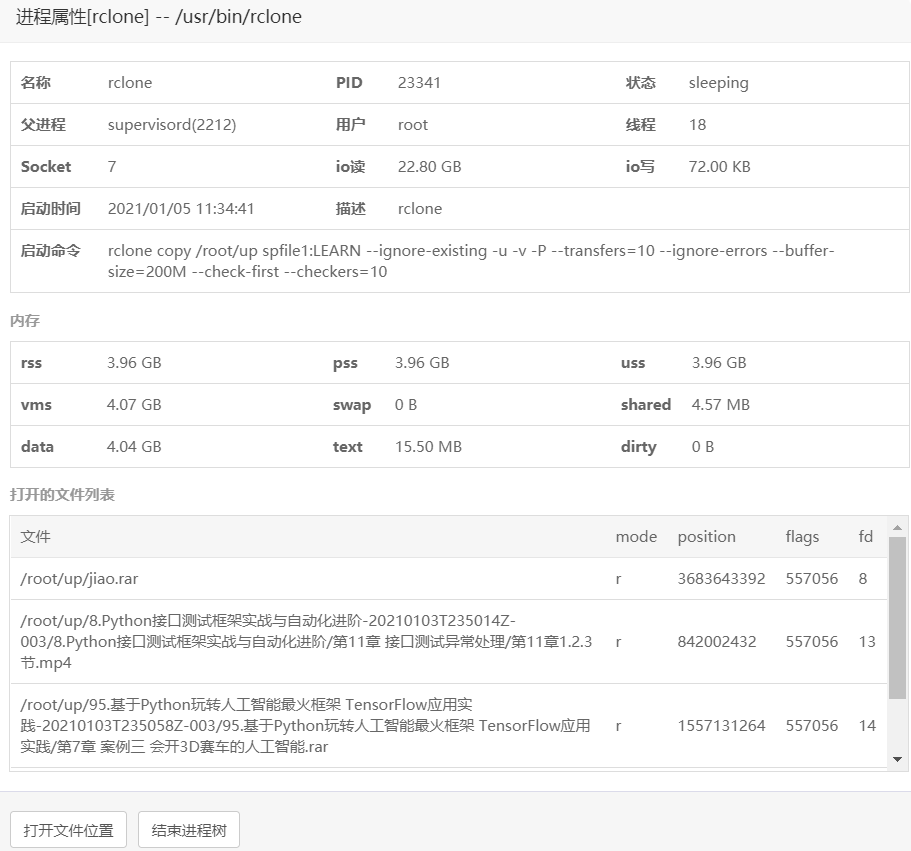 进程属性[rclone] -- /usr/bin/rclone
名称 rclone PID 23341 状态 sleeping
父进程 supervisord(2212) 用户 root 线程 18
Socket 7 io读 22.80 GB io写 72.00 KB
启动时间 2021/01/05 11:34:41 描述 rclone
启动命令 rclone copy /root/up spfile1:LEARN --ignore-existing -u -v -P --transfers=10 --ignore-errors --buffer-
size=200M --check-first --checkers=10
内存
rss 3.96 GB pss 3.96 GB uss 3.96 GB
vms 4.07 GB swap 0 B shared 4.57 MB
data 4.04 GB text 15.50 MB dirty 0 B
打开的文件列表
文件 mode position flags fd
/root/up/jiao.rar r 3683643392 557056 8
/root/up/8.Python接口测试框架实战与自动化进阶-20210103T235014Z-
003/8.Python接口测试框架实战与自动化进阶/第11章 接口测试异常处理/第11章1.2.3 r 842002432 557056 13
节.mp4
/root/up/95.基于Python玩转人工智能最火框架 TensorFlow应用实
践-20210103T235058Z-003/95.基于Python玩转人工智能最火框架 TensorFlow应用 r 1557131264 557056 14
实践/第7章 案例三 会开3D赛车的人工智能.rar
打开文件位置 结束进程树